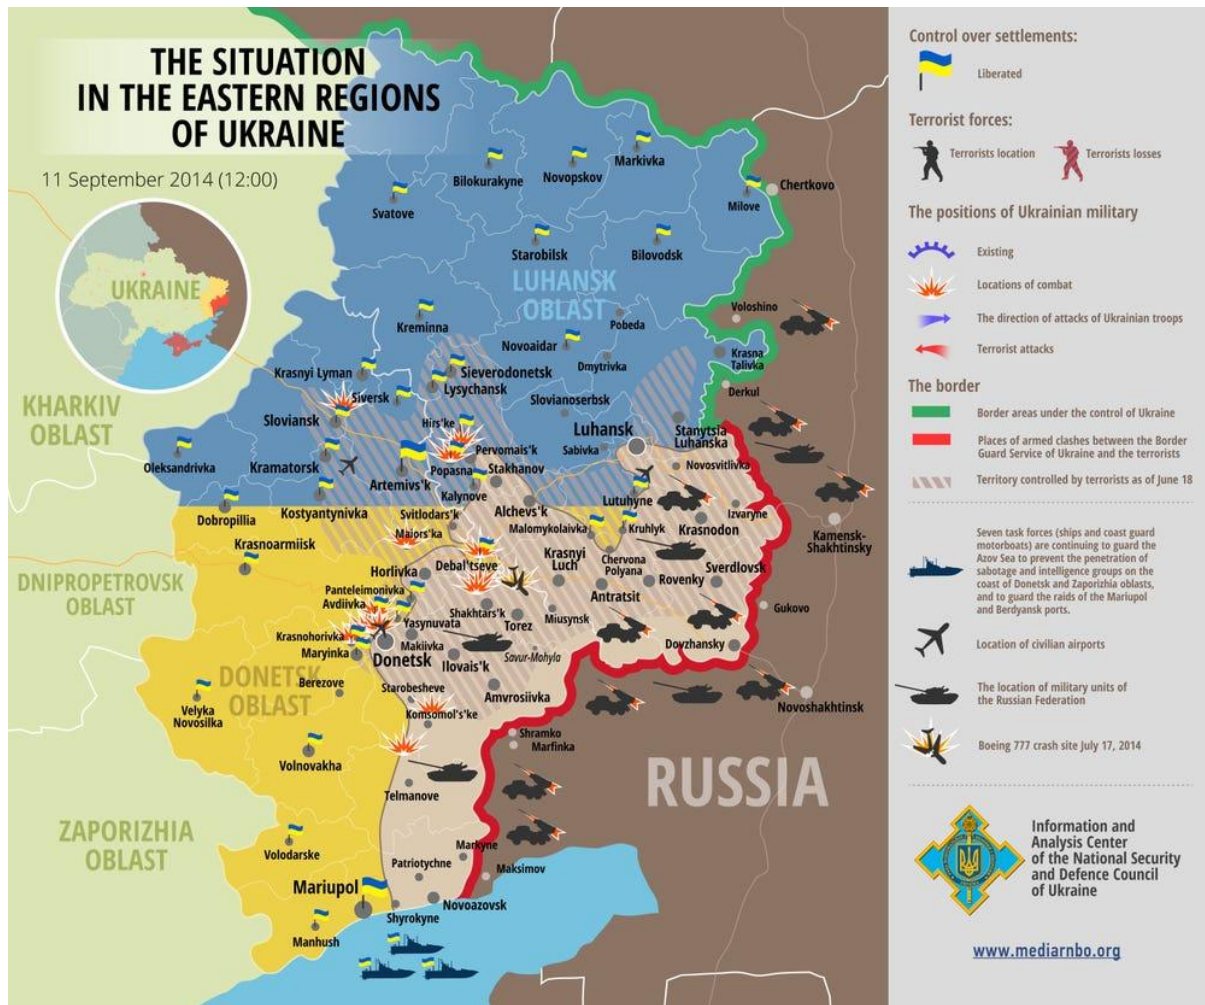 THE SITUATION
IN THE EASTERN REGIONS
OF UKRAINE
11 September 2014 (12:00)
UKRAINE
KHARKIV
OBLAST
DNIPROPETROVSK
OBLAST
ZAPORIZHIA
OBLAST
LUHANSK
OBLAST
DONETSK
OBLAST
RUSSIA
Markivka
Bilokurakyne
Novopskov
Chertkovo
Svatove
Milove
Starobilsk
Bilovodsk
Voloshino
Kreminna
Pobeda
Novoaidar
Krasna
Talivka
Krasnyi Lyman
Sieverodonetsk
Dmytrivka
Lysychansk
Siversk
Derkul
Slovianoserbsk
Sloviansk
Hirs'ke
Luhansk
Stanytsia
Luhanska
Pervomais'k
Sabivka
Oleksandrivka
Kramatorsk
Popasna
Stakhanov
Novosvitlivka
Artemivs'k
Kalynove
Lutuhyne
Kostyantynivka
Alchevs'k
Izvaryne
Dobropillia
Svitlodars'k
Malomykolaivka
Kruhlyk
Krasnodon
Maiors'ka
Kamensk-
Shakhtinsky
Krasnoarmiisk
Krasnyi
Luch
Chervona
Polyana
Horlivka
Debal'tseve
Sverdlovsk
Rovenky
Panteleimonivka
Antratsit
Avdiivka
Gukovo
Shakhtars'k
Miusynsk
Yasynuvata
Torez
Krasnohorivka
Makiivka
Dovzhansky
Maryinka
Donetsk
Savur-Mohyla
Ilovais'k
Berezove
Starobesheve
Amvrosiivka
Velyka
Novosilka
Komsomol's'ke
Novoshakhtinsk
Shramko
Marfinka
Volnovakha
Telmanove
Volodarske
Markyne
Patriotychne
Maksimov
Mariupol
Novoazovsk
Shyrokyne
Manhush
Control over settlements:
Liberated
Terrorist forces:
Terrorists location
Terrorists losses
The positions of Ukrainian military
Existing
Locations of combat
The direction of attacks of Ukrainian troops
Terrorist attacks
The border
Border areas under the control of Ukraine
Places of armed clashes between the Border
Guard Service of Ukraine and the terrorists
Territory controlled by terrorists as of June 18
Seven task forces (ships and coast guard
motorboats) are continuing to guard the
Azov Sea to prevent the penetration of
sabotage and intelligence groups on the
coast of Donetsk and Zaporizhia oblasts,
and to guard the raids of the Mariupol
and Berdyansk ports.
Location of civilian airports
The location of military units of
the Russian Federation
Boeing 777 crash site July 17, 2014
Information and
Analysis Center
of the National Security
and Defence Council
of Ukraine
www.mediarnbo.org